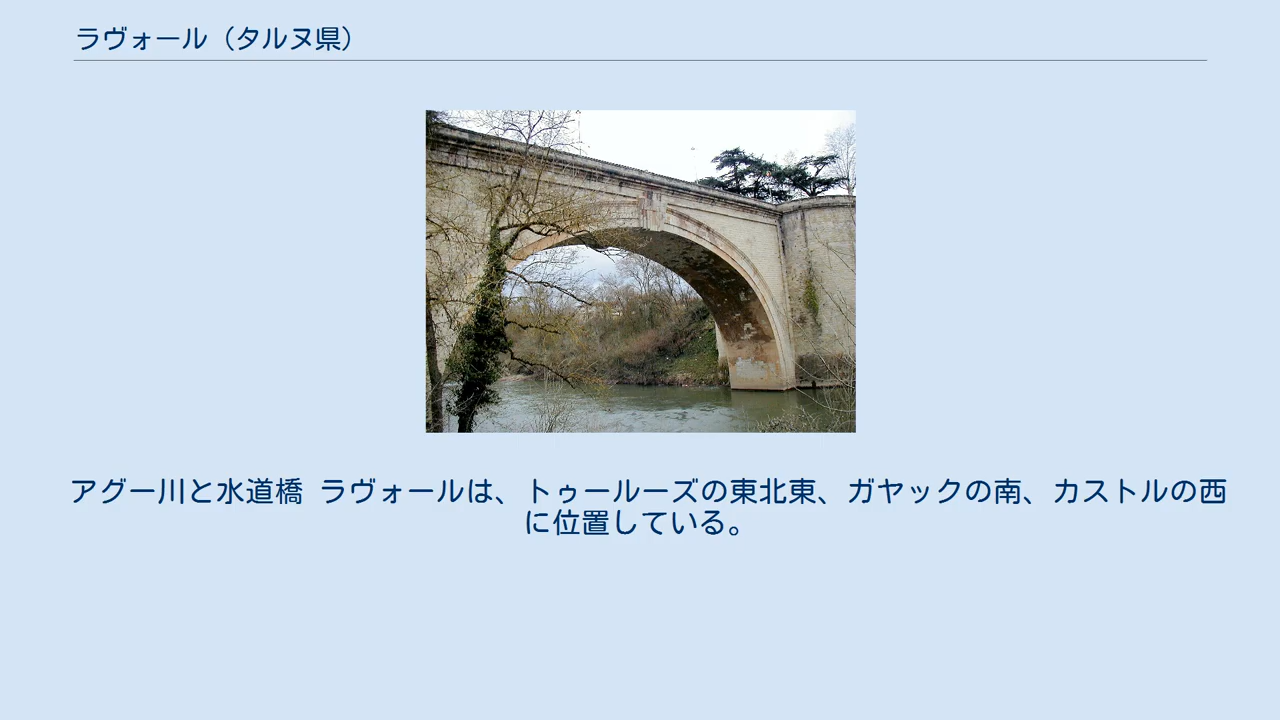 ラヴォール（タルヌ県）
アグー川と水道橋 ラヴォールは、トゥールーズの東北東、ガヤックの南、カストルの西
に位置している。